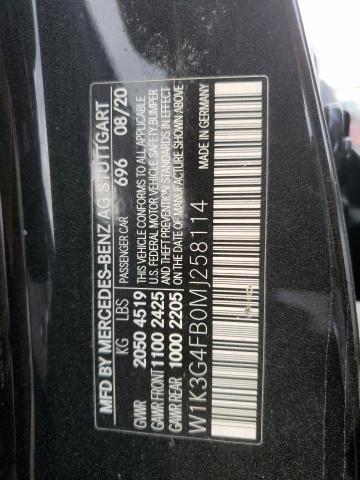 MFD BY MERCEDES-BENZ AG STUTTGART
PASSENGER CAR 696 08/20
KG LBS
GVWR 2050 4519
GAWR FRONT 1100 2425
GAWR REAR 1000 2205
THIS VEHICLE CONFORMS TO ALL APPLICABLE
U.S. FEDERAL MOTOR VEHICLE SAFETY, BUMPER
AND THEFT PREVENTION STANDARDS IN EFFECT
ON THE DATE OF MANUFACTURE SHOWN ABOVE
MADE IN GERMANY
W1K3G4FB0MJ258114